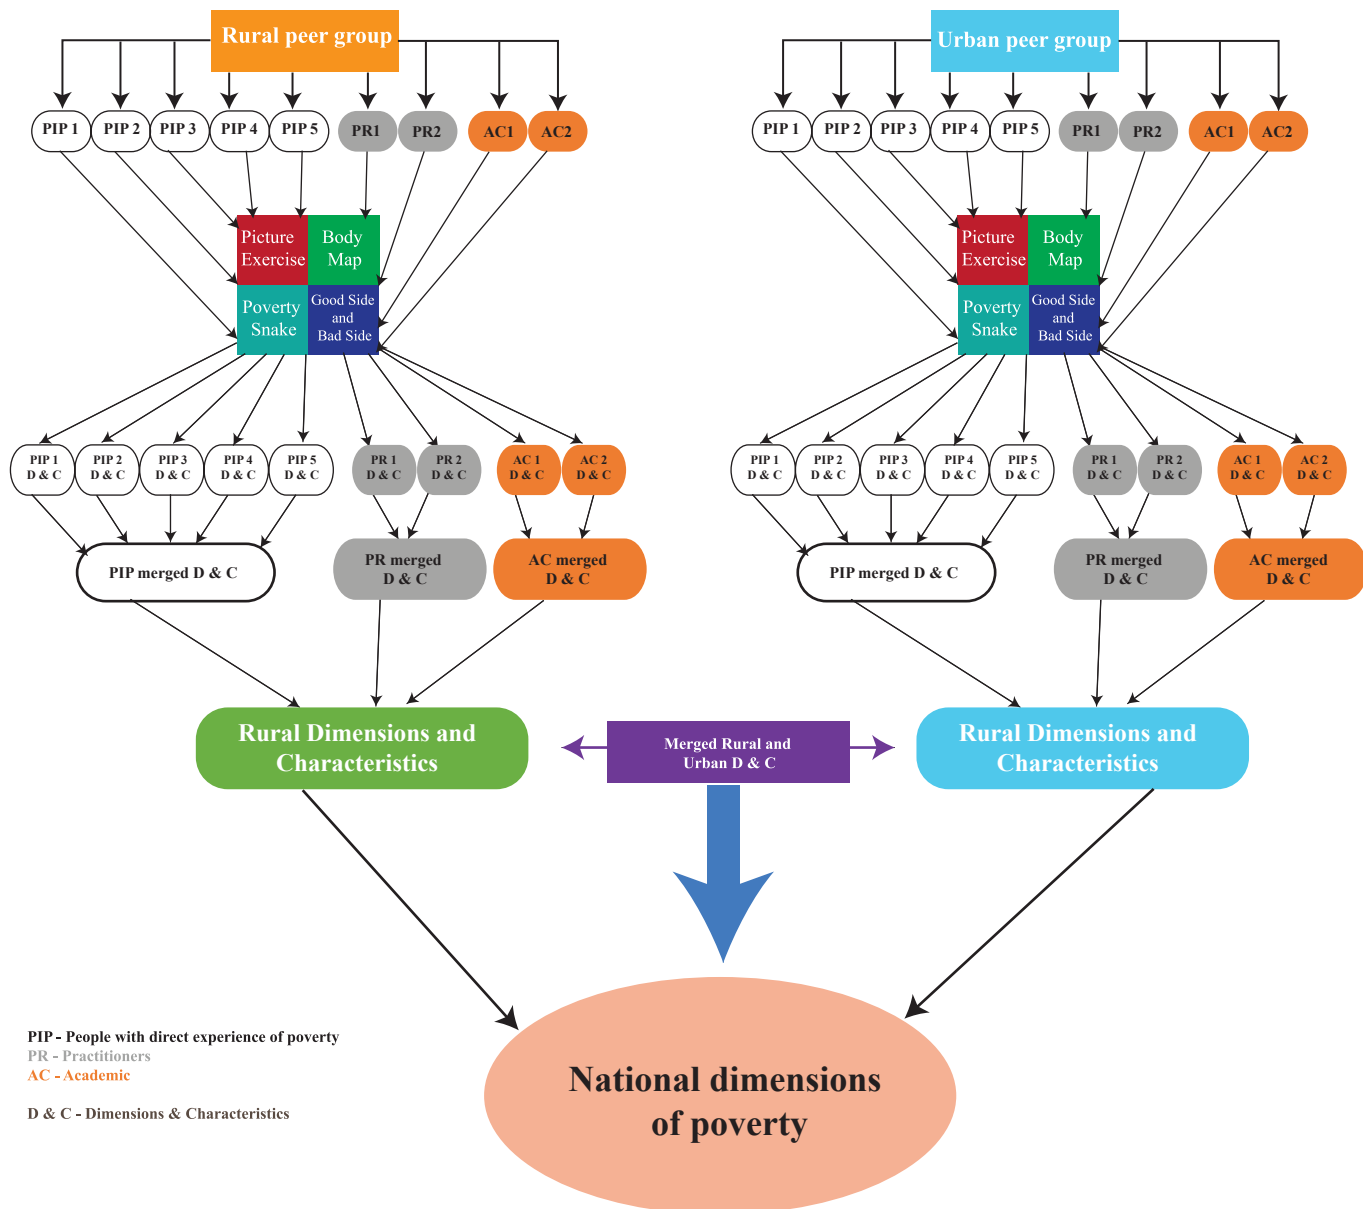 Rural peer group
Urban peer group
PIP 1
PIP 2
PIP 3
PIP 4
PIP 5
PR1
PR2
AC1
AC2
PIP 1
PIP 2
PIP 3
PIP 4
PIP 5
PR1
PR2
AC1
AC2
Picture
Exercise
Body
Map
Poverty
Snake
Good Side
and
Bad Side
Picture
Exercise
Body
Map
Poverty
Snake
Good Side
and
Bad Side
PIP 1
D & C
PIP 2
D & C
PIP 3
D & C
PIP 4
D & C
PIP 5
D & C
PR 1
D & C
PR 2
D & C
AC 1
D & C
AC 2
D & C
PIP 1
D & C
PIP 2
D & C
PIP 3
D & C
PIP 4
D & C
PIP 5
D & C
PR 1
D & C
PR 2
D & C
AC 1
D & C
AC 2
D & C
PIP merged D & C
PR merged
D & C
AC merged
D & C
PIP merged D & C
PR merged
D & C
AC merged
D & C
Rural Dimensions and
Characteristics
Merged Rural and
Urban D & C
Rural Dimensions and
Characteristics
PIP - People with direct experience of poverty
PR - Practitioners
AC - Academic
D & C - Dimensions & Characteristics
National dimensions
of poverty